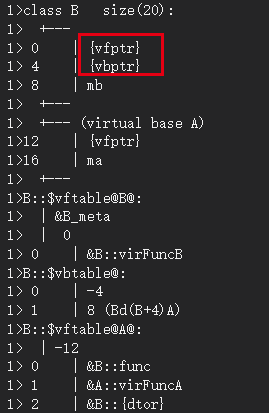 1>class B   size(20):
1>  +---
1> 0    | {vfptr}
1> 4    | {vbptr}
1> 8    | mb
1>  +---
1>  +--- (virtual base A)
1>12    | {vfptr}
1>16    | ma
1>  +---
1>B::$vftable@B@:
1>  | &B_meta
1>  |  0
1> 0    | &B::virFuncB
1>B::$vbtable@:
1> 0    | -4
1> 1    | 8 (Bd(B+4)A)
1>B::$vftable@A@:
1>  | -12
1> 0    | &B::func
1> 1    | &A::virFuncA
1> 2    | &B::{dtor}